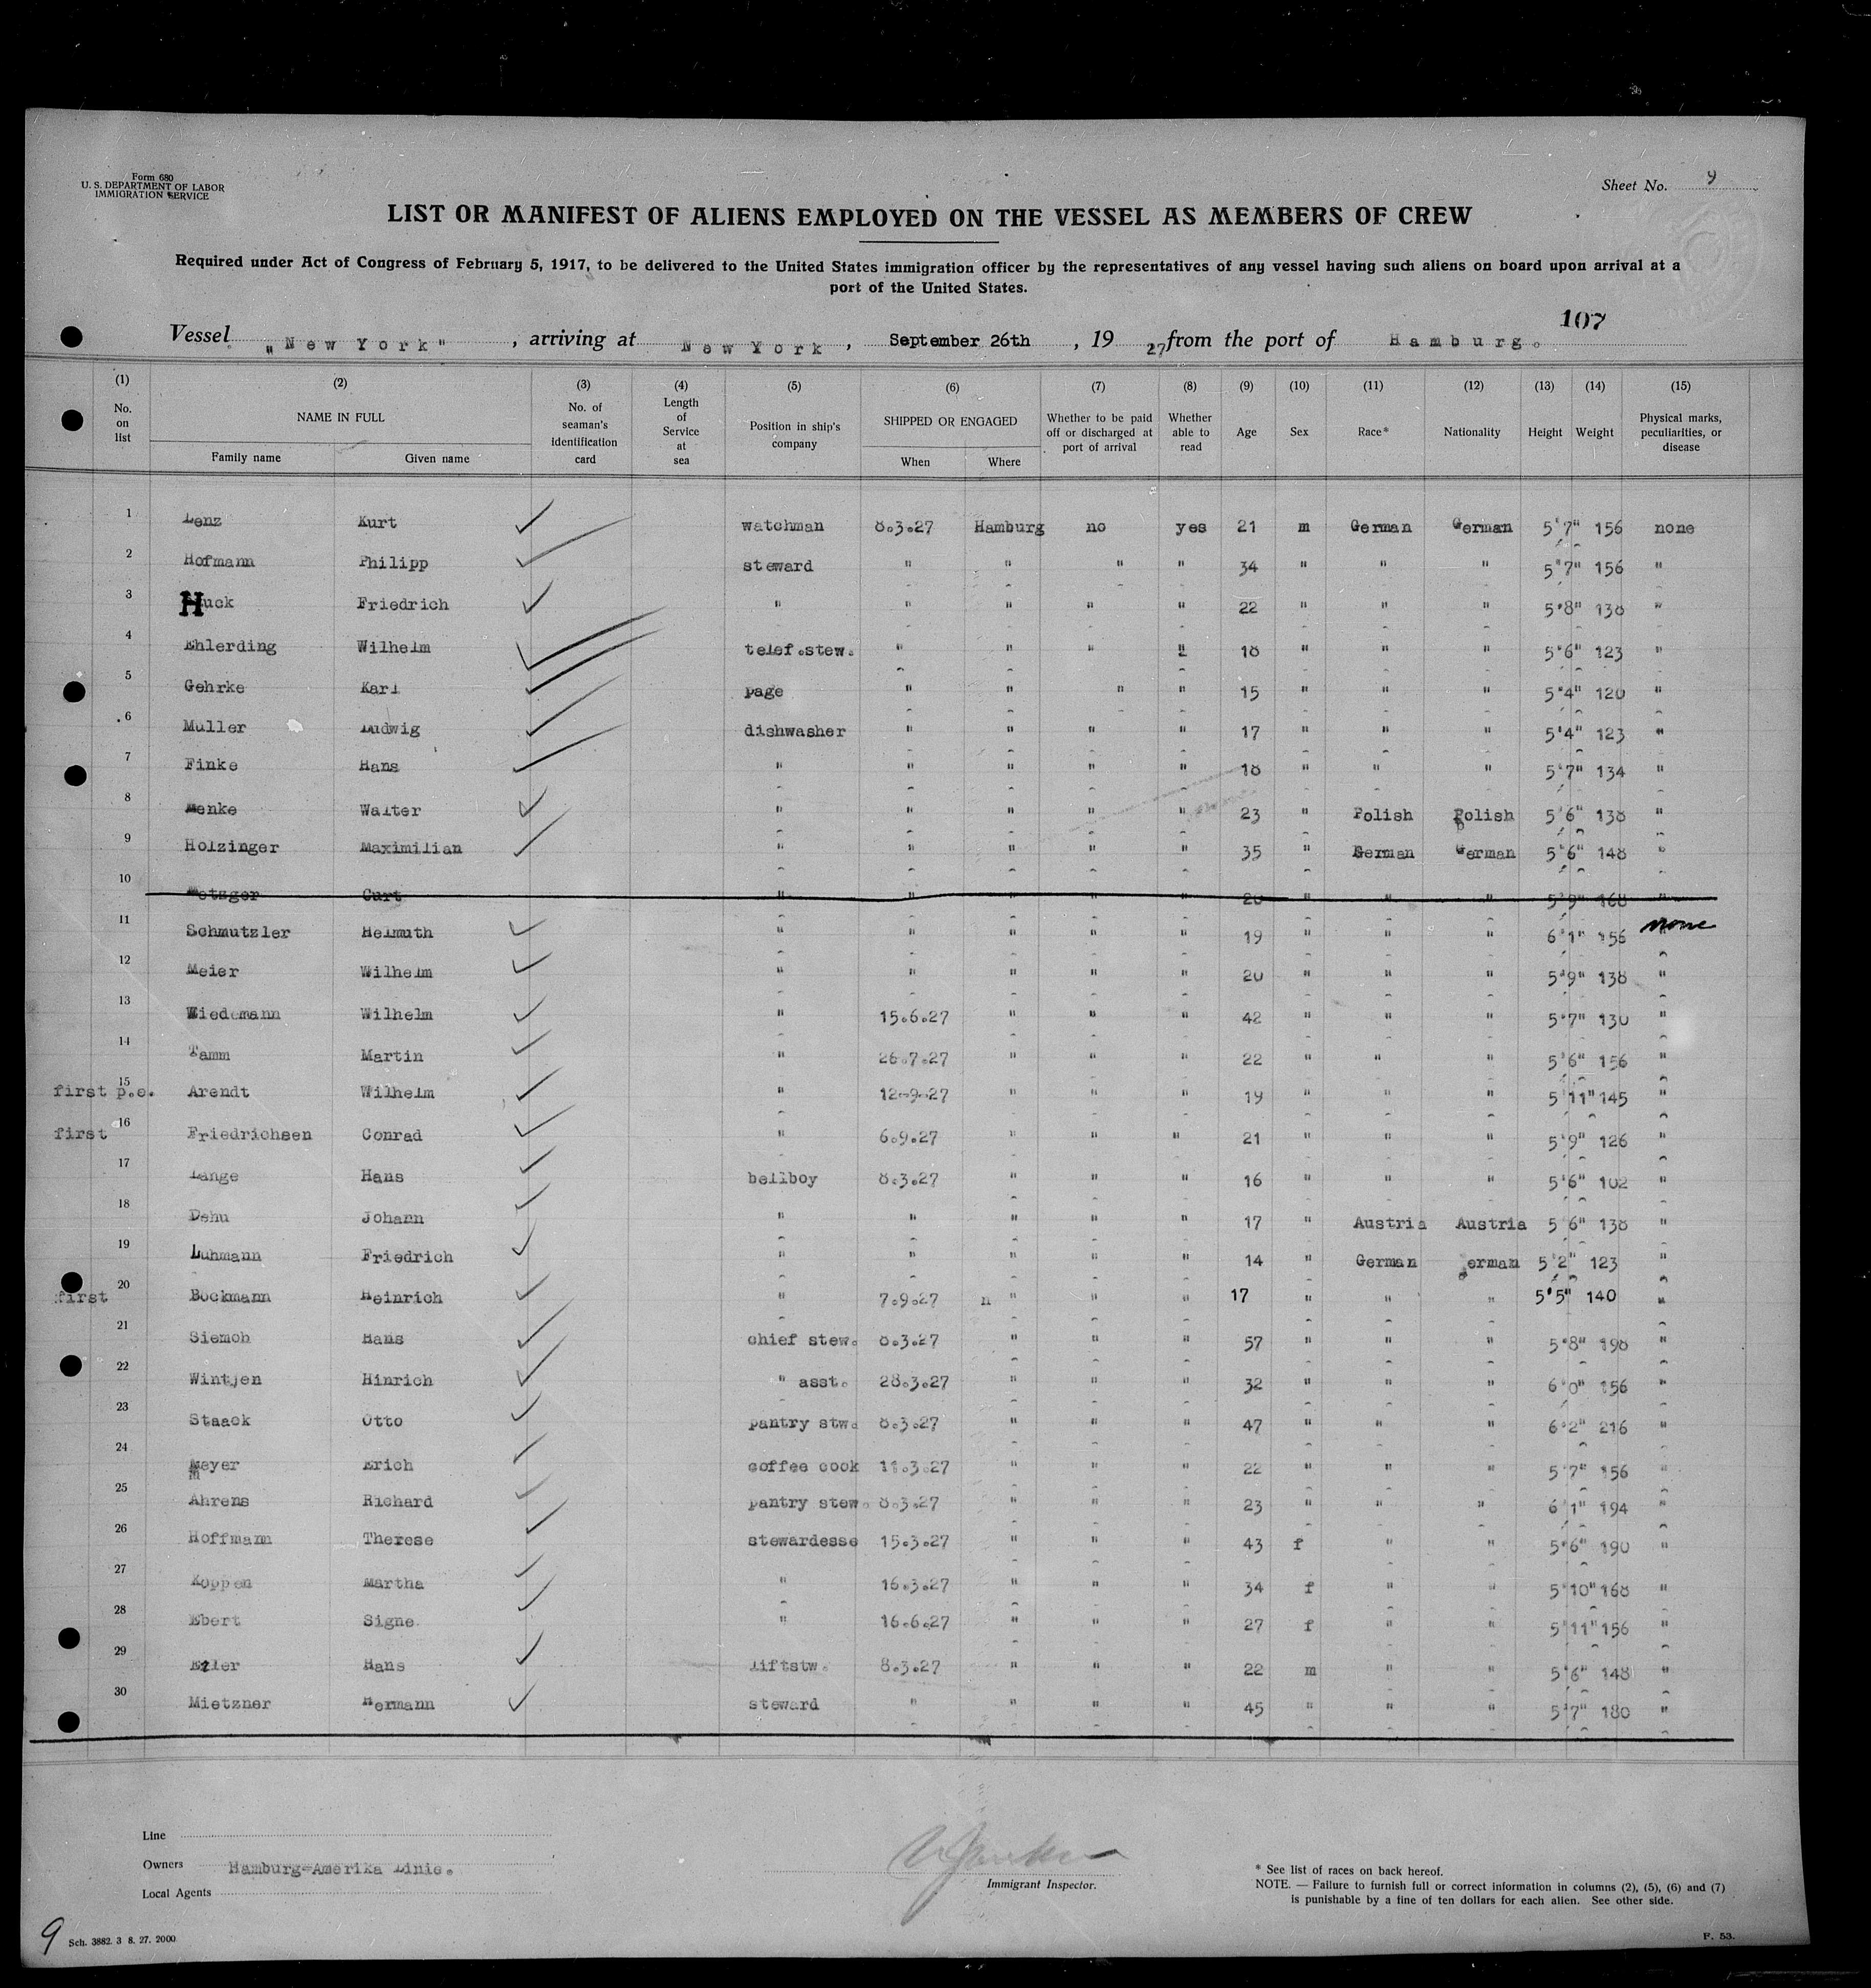 Form 680
U. S. DEPARTMENT OF LABOR
IMMIGRATION SERVICE
Sheet No. 9
LIST OR MANIFEST OF ALIENS EMPLOYED ON THE VESSEL AS MEMBERS OF CREW
Required under Act of Congress of February 5, 1917, to be delivered to the United States immigration officer by the representatives of any vessel having such aliens on board upon arrival at a
port of the United States.
107
Vessel "New York" , arriving at New York , September 26th , 19 27 from the port of Hamburg.
(1) (2) (3) (4) (5) (6) (7) (8) (9) (10) (11) (12) (13) (14) (15)
No. on list NAME IN FULL Family name Given name No. of seaman's identification card Length of Service at sea Position in ship's company SHIPPED OR ENGAGED When Where Whether to be paid off or discharged at port of arrival Whether able to read Age Sex Race* Nationality Height Weight Physical marks, peculiarities, or disease
1 Lenz Kurt watchman 8.3.27 Hamburg no yes 21 m German German 5'7" 156 none
2 Hofmann Philipp steward " " " " 34 " " " 5'7" 156 "
3 Huck Friedrich " " " " " 22 " " " 5'8" 138 "
4 Ehlerding Wilhelm telef.stew. " " " " 18 " " " 5'6" 123 "
5 Gehrke Karl page " " " " 15 " " " 5'4" 120 "
6 Muller Ludwig dishwasher " " " " 17 " " " 5'4" 123 "
7 Finke Hans " " " " " 18 " " " 5'7" 134 "
8 Menke Walter " " " " " 23 " Polish Polish 5'6" 138 "
9 Holzinger Maximilian " " " " " 35 " German German 5'6" 148 "
10 Metzger Curt " " " " " 20 " " " 5'9" 168 "
11 Schmutzler Helmuth " " " " " 19 " " " 6'1" 156 none
12 Meier Wilhelm " " " " " 20 " " " 5'9" 138 "
13 Wiedemann Wilhelm " 15.6.27 " " " 42 " " " 5'7" 130 "
14 Tamm Martin " 26.7.27 " " " 22 " " " 5'6" 156 "
first p.e. 15 Arendt Wilhelm " 12.9.27 " " " 19 " " " 5'11" 145 "
first 16 Friedrichsen Conrad " 6.9.27 " " " 21 " " " 5'9" 126 "
17 Lange Hans bellboy 8.3.27 " " " 16 " " " 5'6" 102 "
18 Dehu Johann " " " " " 17 " Austria Austria 5'6" 138 "
19 Luhmann Friedrich " " " " " 14 " German German 5'2" 123 "
first 20 Bockmann Heinrich " 7.9.27 " " " 17 " " " 5'5" 140 "
21 Siemoh Hans chief stew. 8.3.27 " " " 57 " " " 5'8" 198 "
22 Wintjen Hinrich " asst. 28.3.27 " " " 32 " " " 6'0" 156 "
23 Staack Otto pantry stw. 8.3.27 " " " 47 " " " 6'2" 216 "
24 Meyer Erich coffee cook 11.3.27 " " " 22 " " " 5'7" 156 "
25 Ahrens Richard pantry stew. 8.3.27 " " " 23 " " " 6'1" 194 "
26 Hoffmann Therese stewardesse 15.3.27 " " " 43 f " " 5'6" 190 "
27 Koppen Martha " 16.3.27 " " " 34 f " " 5'10" 168 "
28 Ebert Signe " 16.6.27 " " " 27 f " " 5'11" 156 "
29 Hans liftstw. 8.3.27 " " " 22 m " " 5'6" 148 "
30 Mietzner Hermann steward " " " " 45 " " " 5'7" 180 "
Line
Owners Hamburg-Amerika Linie.
Local Agents
Immigrant Inspector.
* See list of races on back hereof.
NOTE. — Failure to furnish full or correct information in columns (2), (5), (6) and (7)
is punishable by a fine of ten dollars for each alien. See other side.
9 Sch. 3882. 3 8. 27. 2000
F. 53.